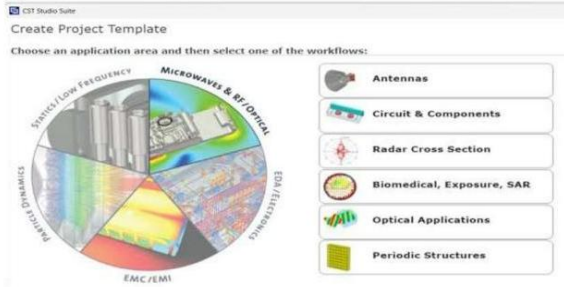 CST Studio Suite
Create Project Template
Choose an application area and then select one of the workflows:
STATICS/LOW FREQUENCY
MICROWAVES & RF/OPTICAL
EDA/ELECTRONICS
EMC/EMI
PARTICLE DYNAMICS
Antennas
Circuit & Components
Radar Cross Section
Biomedical, Exposure, SAR
Optical Applications
Periodic Structures